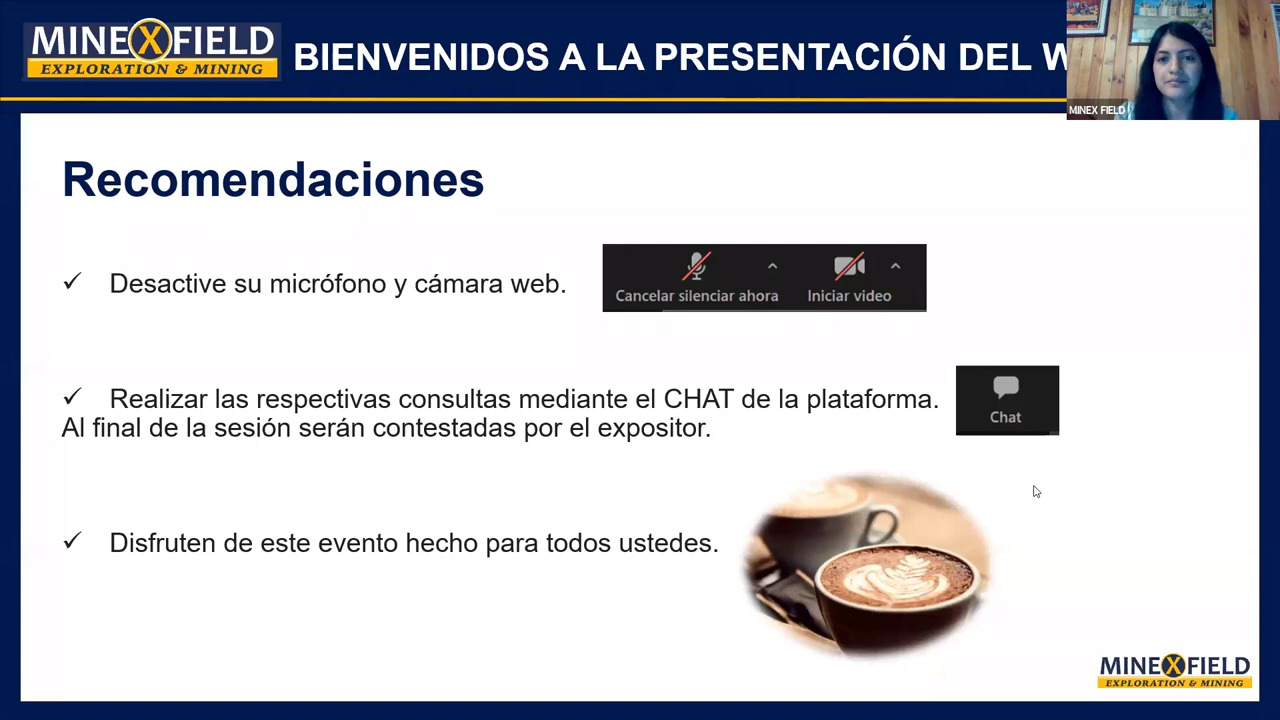 MINEXFIELD
EXPLORATION & MINING
BIENVENIDOS A LA PRESENTACIÓN DEL
MINEX FIELD
Recomendaciones
✓ Desactive su micrófono y cámara web.
Cancelar silenciar ahora
Iniciar video
✓ Realizar las respectivas consultas mediante el CHAT de la plataforma.
Al final de la sesión serán contestadas por el expositor.
Chat
✓ Disfruten de este evento hecho para todos ustedes.
MINEXFIELD
EXPLORATION & MINING